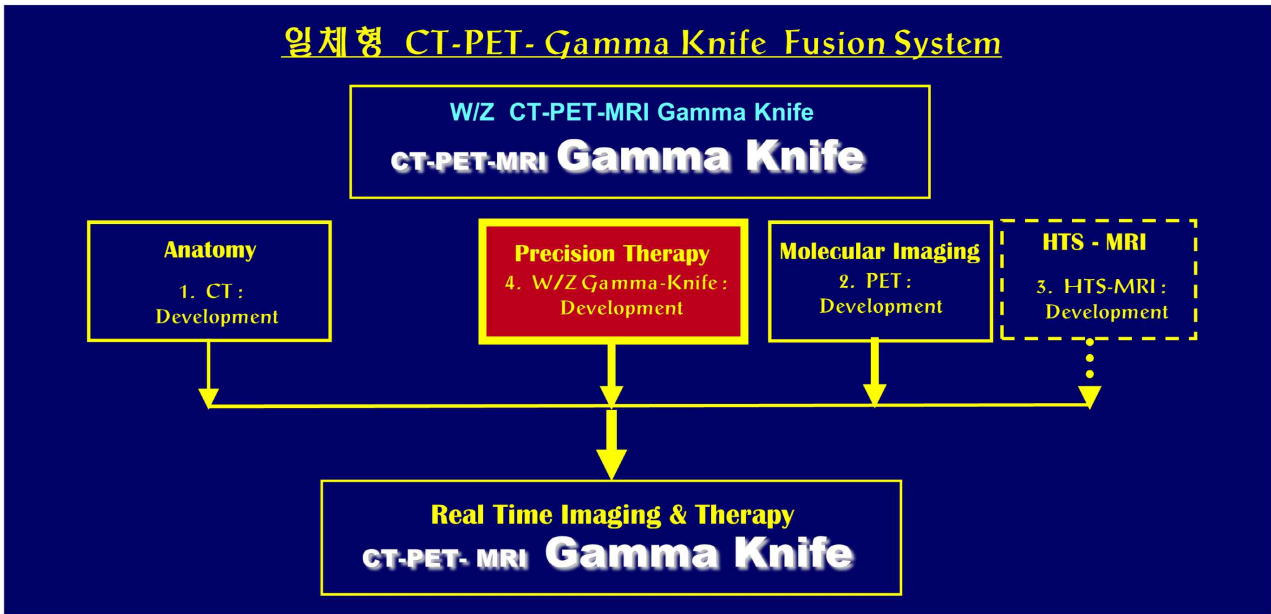 일체형 CT-PET- Gamma Knife Fusion System
W/Z CT-PET-MRI Gamma Knife
CT-PET-MRI Gamma Knife
Anatomy
1. CT :
Development
Precision Therapy
4. W/Z Gamma-Knife :
Development
Molecular Imaging
2. PET :
Development
HTS - MRI
3. HTS-MRI :
Development
Real Time Imaging & Therapy
CT-PET- MRI Gamma Knife